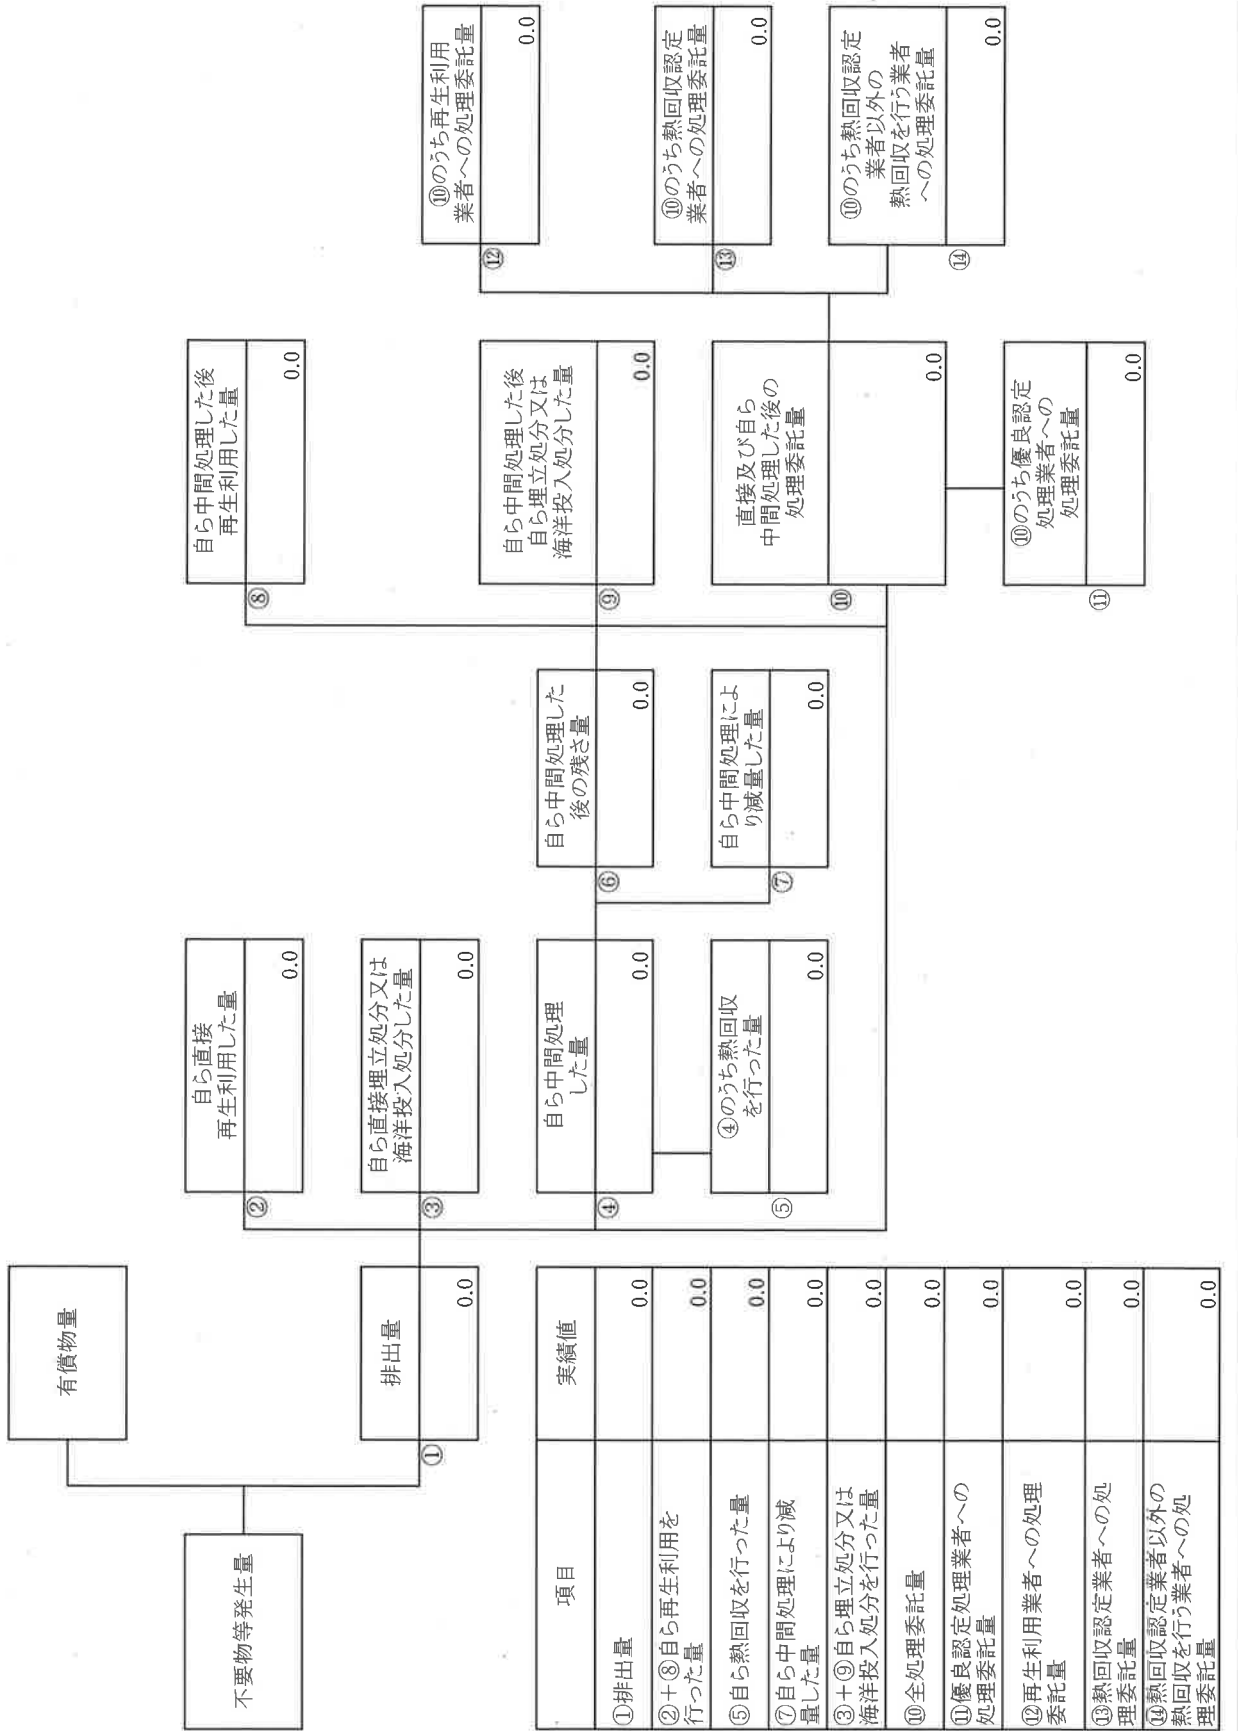 不要物等発生量
有償物量
①
排出量
0.0
②
自ら直接
再生利用した量
0.0
③
自ら直接埋立処分又は
海洋投入処分した量
0.0
④
自ら中間処理
した量
0.0
⑤
④のうち熱回収
を行った量
0.0
⑥
自ら中間処理した
後の残さ量
0.0
⑦
自ら中間処理によ
り減量した量
0.0
⑧
自ら中間処理した後
再生利用した量
0.0
⑨
自ら中間処理した後
自ら埋立処分又は
海洋投入処分した量
0.0
⑩
直接及び自ら
中間処理した後の
処理委託量
0.0
⑪
⑩のうち優良認定
処理業者への
処理委託量
0.0
⑫
⑩のうち再生利用
業者への処理委託量
0.0
⑬
⑩のうち熱回収認定
業者への処理委託量
0.0
⑭
⑩のうち熱回収認定
業者以外の
熱回収を行う業者
への処理委託量
0.0
項目 実績値
①排出量 0.0
②+⑧自ら再生利用を
行った量 0.0
⑤自ら熱回収を行った量 0.0
⑦自ら中間処理により減
量した量 0.0
③+⑨自ら埋立処分又は
海洋投入処分を行った量 0.0
⑩全処理委託量 0.0
⑪優良認定処理業者への
処理委託量 0.0
⑫再生利用業者への処理
委託量 0.0
⑬熱回収認定業者への処
理委託量 0.0
⑭熱回収認定業者以外の
熱回収を行う業者への処
理委託量 0.0